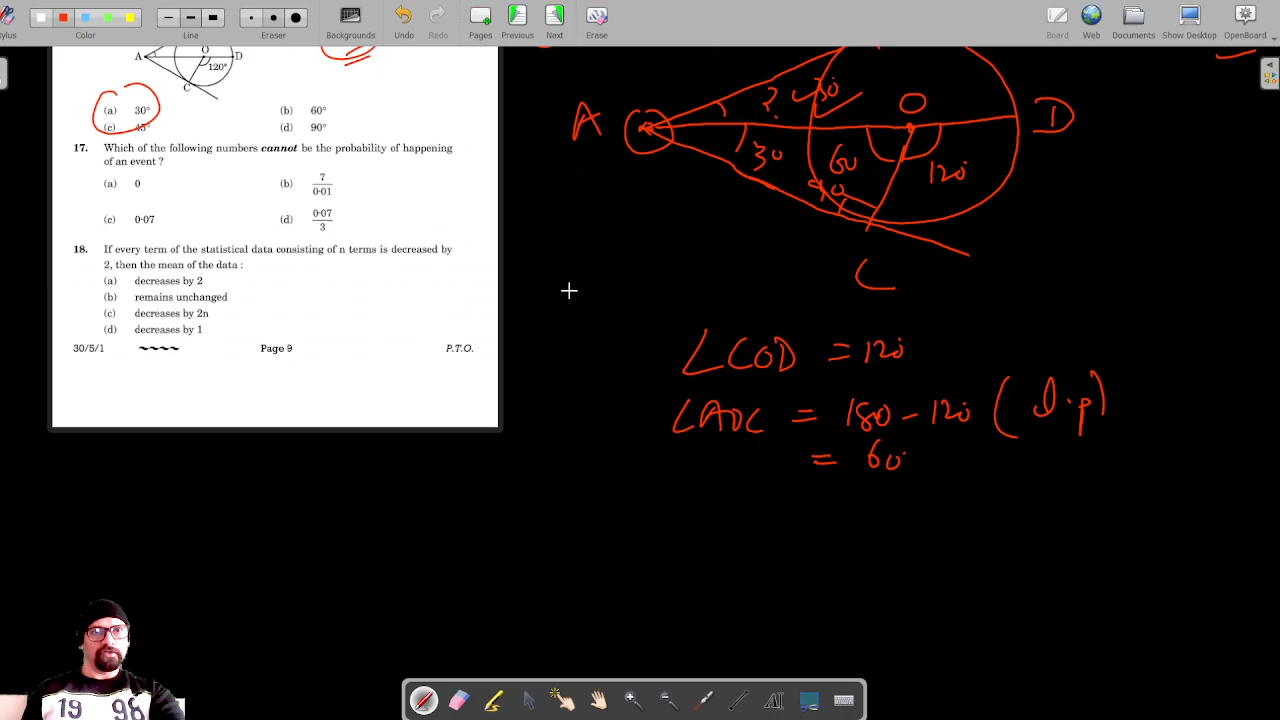 Stylus Color Line Eraser Backgrounds Undo Redo Pages Previous Next Erase Board Web Documents Show Desktop OpenBoard
A O D
120°
C
(a) 30° (b) 60°
(c) 45° (d) 90°
17. Which of the following numbers cannot be the probability of happening
of an event ?
(a) 0 (b) 7/0·01
(c) 0·07 (d) 0·07/3
18. If every term of the statistical data consisting of n terms is decreased by
2, then the mean of the data :
(a) decreases by 2
(b) remains unchanged
(c) decreases by 2n
(d) decreases by 1
30/5/1 Page 9 P.T.O.
A ? 30 O D
30 60 120
90
C
∠COD = 120
∠AOC = 180 - 120 (l.p)
= 60
19 98